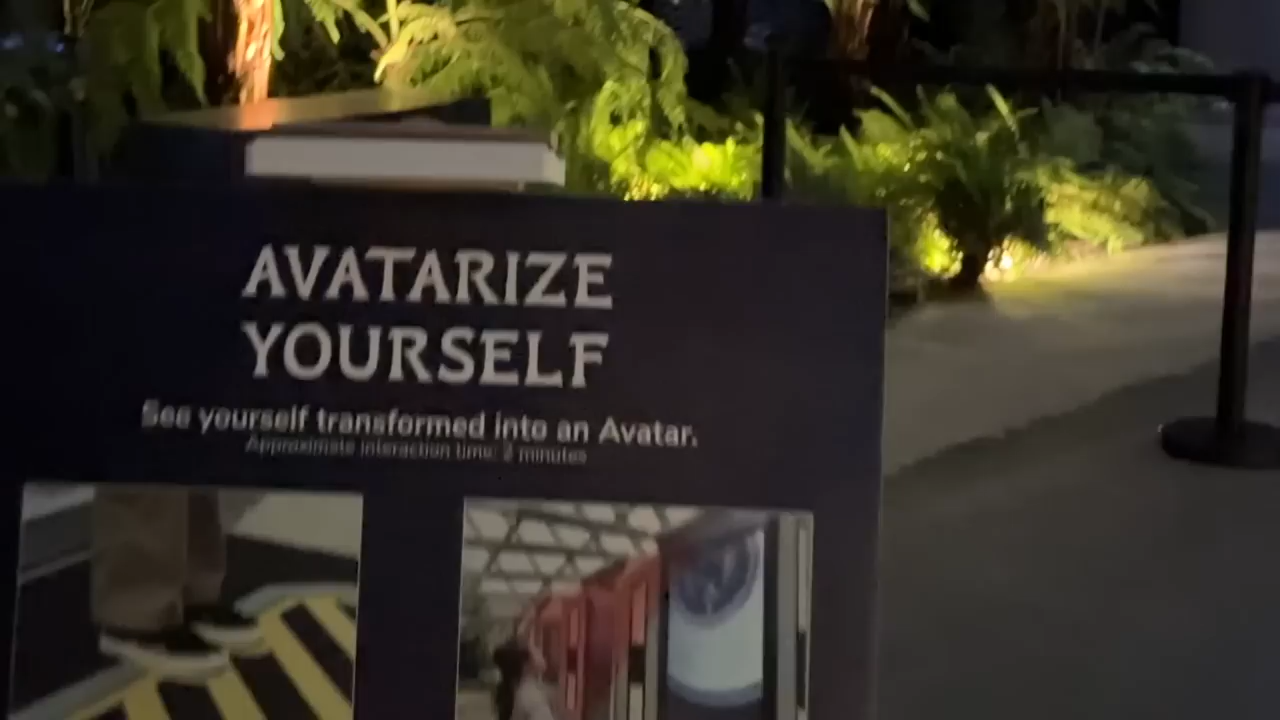 AVATARIZE
YOURSELF
See yourself transformed into an Avatar.
Approximate interaction time: 2 minutes